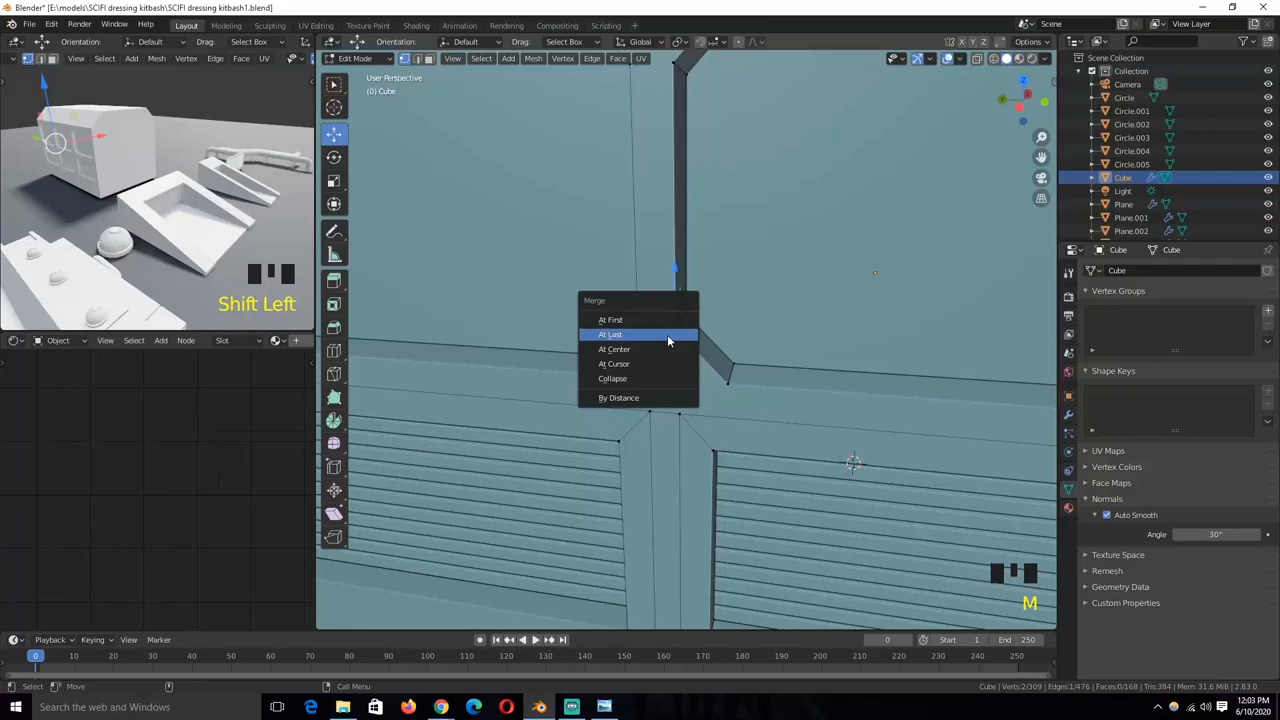 Blender* [E:\models\SCIFI dressing kitbash\SCIFI dressing kitbash1.blend]
File Edit Render Window Help Layout Modeling Sculpting UV Editing Texture Paint Shading Animation Rendering Compositing Scripting Scene View Layer
Orientation: Default Drag: Select Box Orientation: Default Drag: Select Box Global Options
View Select Add Mesh Vertex Edge Edit Mode View Select Add Mesh Vertex Edge Face UV
User Perspective
(0) Cube
Scene Collection
Collection
Camera
Circle
Circle.001
Circle.002
Circle.003
Circle.004
Circle.005
Cube
Light
Plane
Plane.001
Plane.002
Cube Cube
Cube
Vertex Groups
Shape Keys
UV Maps
Vertex Colors
Face Maps
Normals
Auto Smooth
Angle 30°
Texture Space
Remesh
Geometry Data
Custom Properties
Shift Left
Object View Select Add Node Slot
Merge
At First
At Last
At Center
At Cursor
Collapse
By Distance
M
Playback Keying View Marker 0 Start 1 End 250
0 10 20 30 40 50 60 70 80 90 100 110 120 130 140 150 160 170 180 190 200 210 220 230 240 250
Select Move Call Menu Cube | Verts:2/309 | Edges:1/476 | Faces:0/168 | Tris:384 | Mem: 31.6 MiB | 2.83.0
Search the web and Windows
12:03 PM
6/10/2020